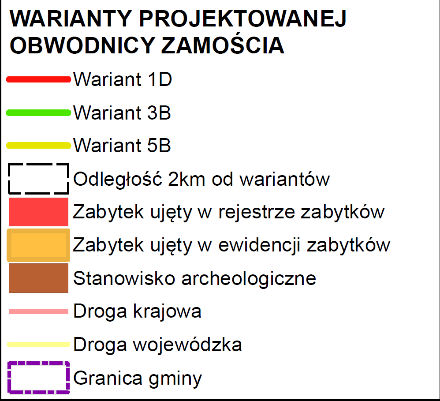 WARIANTY PROJEKTOWANEJ
OBWODNICY ZAMOŚCIA
Wariant 1D
Wariant 3B
Wariant 5B
Odległość 2km od wariantów
Zabytek ujęty w rejestrze zabytków
Zabytek ujęty w ewidencji zabytków
Stanowisko archeologiczne
Droga krajowa
Droga wojewódzka
Granica gminy